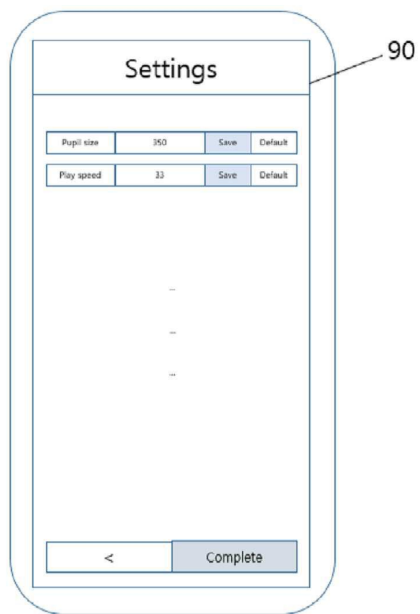 90
Settings
Pupil size 350 Save Default
Play speed 33 Save Default
...
...
...
< Complete